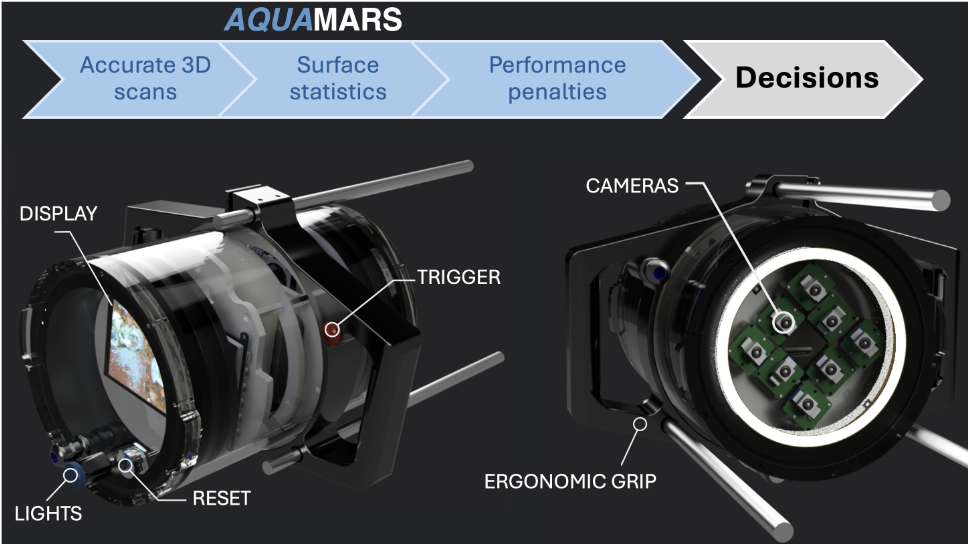 AQUAMARS
Accurate 3D
scans
Surface
statistics
Performance
penalties
Decisions
DISPLAY
TRIGGER
LIGHTS
RESET
CAMERAS
ERGONOMIC GRIP